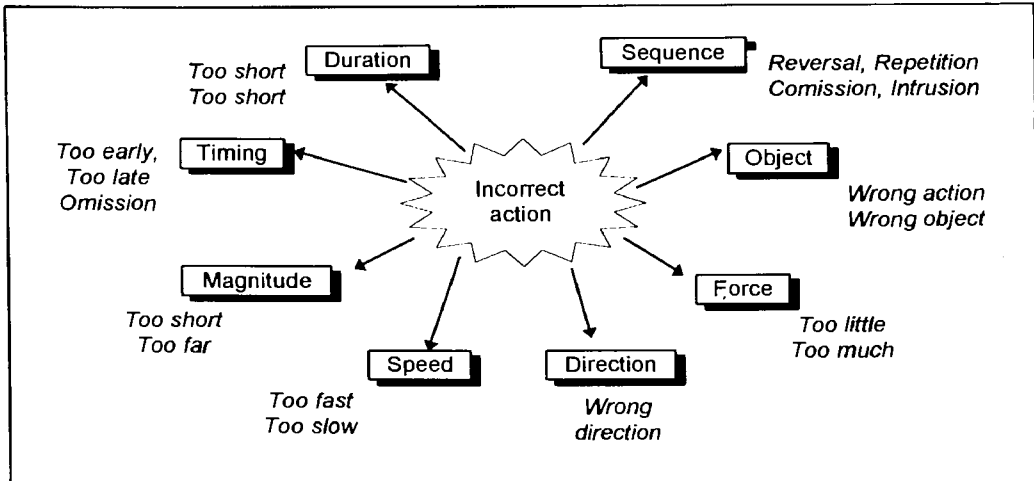 Duration
Too short
Too short
Sequence
Reversal, Repetition
Comission, Intrusion
Timing
Too early,
Too late
Omission
Incorrect
action
Object
Wrong action
Wrong object
Magnitude
Too short
Too far
Force
Too little
Too much
Speed
Too fast
Too slow
Direction
Wrong
direction